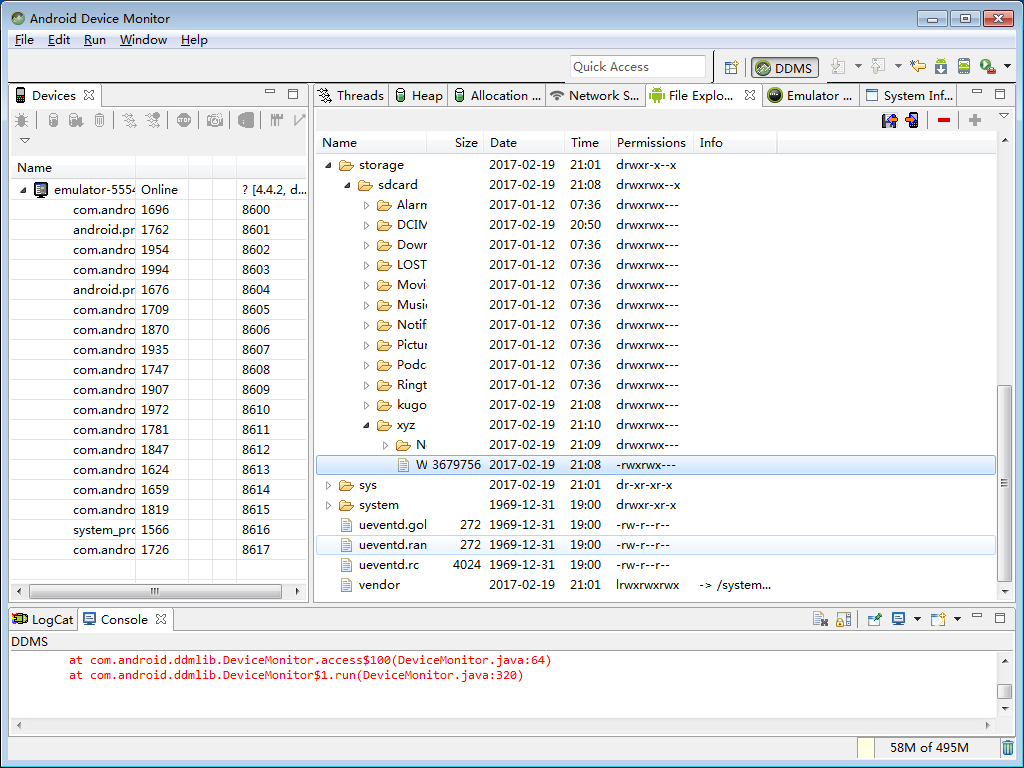 Android Device Monitor
File Edit Run Window Help
Quick Access
DDMS
Devices
Name
emulator-5554 Online ? [4.4.2, d...
com.andro 1696 8600
android.pr 1762 8601
com.andro 1954 8602
com.andro 1994 8603
android.pr 1676 8604
com.andro 1709 8605
com.andro 1870 8606
com.andro 1935 8607
com.andro 1747 8608
com.andro 1907 8609
com.andro 1972 8610
com.andro 1781 8611
com.andro 1847 8612
com.andro 1624 8613
com.andro 1659 8614
com.andro 1819 8615
system_pro 1566 8616
com.andro 1726 8617
Threads Heap Allocation ... Network S... File Explo... Emulator ... System Inf...
Name Size Date Time Permissions Info
storage 2017-02-19 21:01 drwxr-x--x
sdcard 2017-02-19 21:08 drwxrwx--x
Alarm 2017-01-12 07:36 drwxrwx---
DCIM 2017-02-19 20:50 drwxrwx---
Down 2017-01-12 07:36 drwxrwx---
LOST 2017-01-12 07:36 drwxrwx---
Movi 2017-01-12 07:36 drwxrwx---
Music 2017-01-12 07:36 drwxrwx---
Notif 2017-01-12 07:36 drwxrwx---
Pictur 2017-01-12 07:36 drwxrwx---
Podc 2017-01-12 07:36 drwxrwx---
Ringt 2017-01-12 07:36 drwxrwx---
kugo 2017-02-19 21:08 drwxrwx---
xyz 2017-02-19 21:10 drwxrwx---
N 2017-02-19 21:09 drwxrwx---
W 3679756 2017-02-19 21:08 -rwxrwx---
sys 2017-02-19 21:01 dr-xr-xr-x
system 1969-12-31 19:00 drwxr-xr-x
ueventd.gol 272 1969-12-31 19:00 -rw-r--r--
ueventd.ran 272 1969-12-31 19:00 -rw-r--r--
ueventd.rc 4024 1969-12-31 19:00 -rw-r--r--
vendor 2017-02-19 21:01 lrwxrwxrwx -> /system...
LogCat Console
DDMS
at com.android.ddmlib.DeviceMonitor.access$100(DeviceMonitor.java:64)
at com.android.ddmlib.DeviceMonitor$1.run(DeviceMonitor.java:320)
58M of 495M